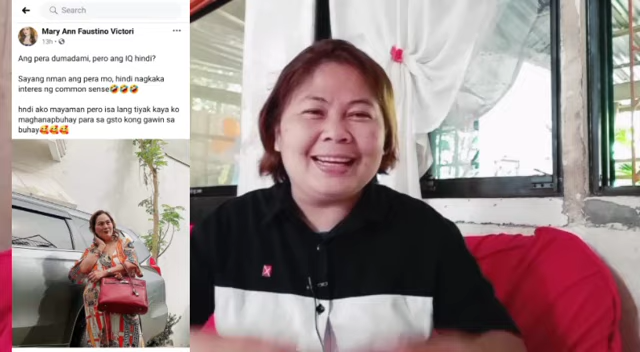 Search
Mary Ann Faustino Victori
13h
Ang pera dumadami, pero ang IQ hindi?
Sayang nman ang pera mo, hindi nagkaka
interes ng common sense🤣🤣🤣
hndi ako mayaman pero isa lang tiyak kaya ko
maghanapbuhay para sa gsto kong gawin sa
buhay🥰🥰🥰